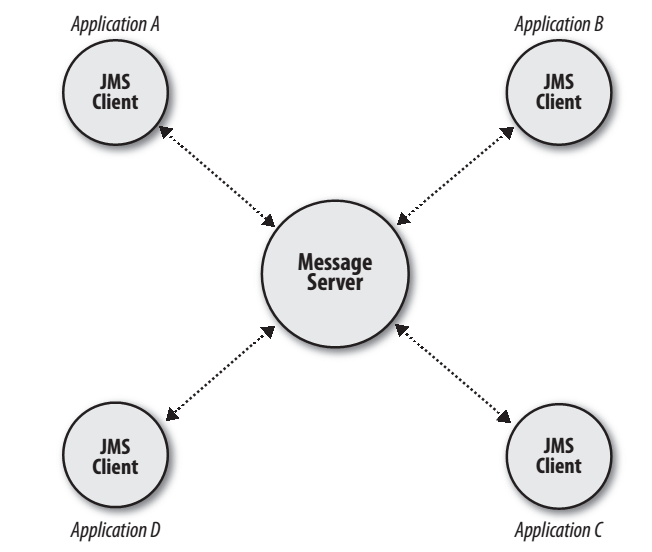 Application A
Application B
JMS
Client
JMS
Client
Message
Server
JMS
Client
JMS
Client
Application D
Application C